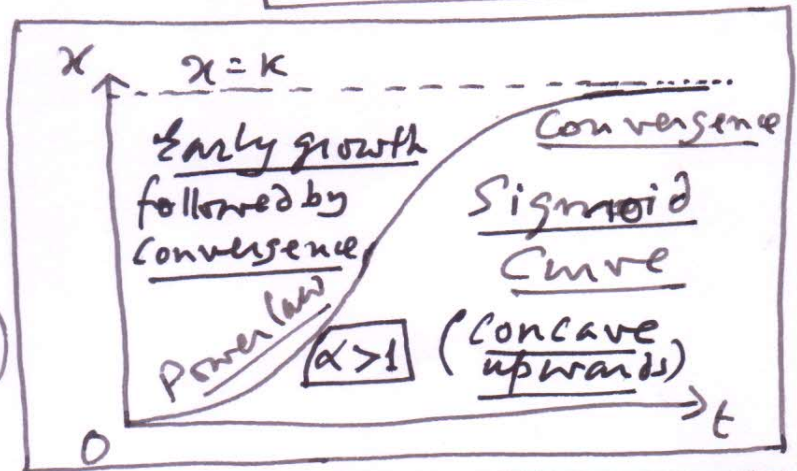 x
x = k
Early growth
followed by
convergence
Convergence
Sigmoid
Curve
Power law
α>1
(Concave
upwards)
t
0